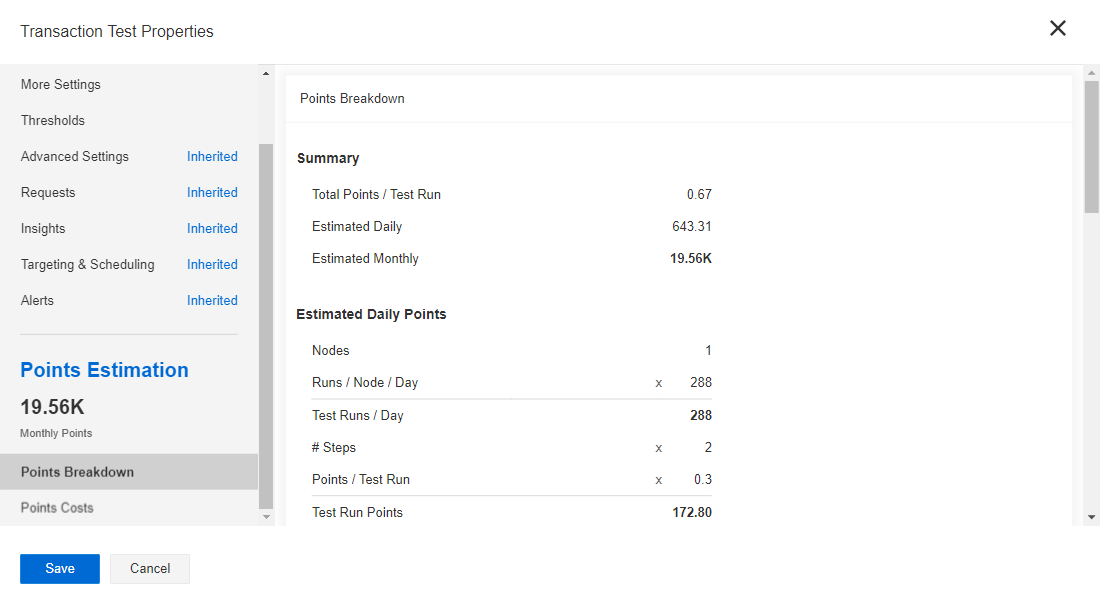 Transaction Test Properties
More Settings
Thresholds
Advanced Settings Inherited
Requests Inherited
Insights Inherited
Targeting & Scheduling Inherited
Alerts Inherited
Points Estimation
19.56K
Monthly Points
Points Breakdown
Points Costs
Points Breakdown
Summary
Total Points / Test Run 0.67
Estimated Daily 643.31
Estimated Monthly 19.56K
Estimated Daily Points
Nodes 1
Runs / Node / Day x 288
Test Runs / Day 288
# Steps x 2
Points / Test Run x 0.3
Test Run Points 172.80
Save Cancel